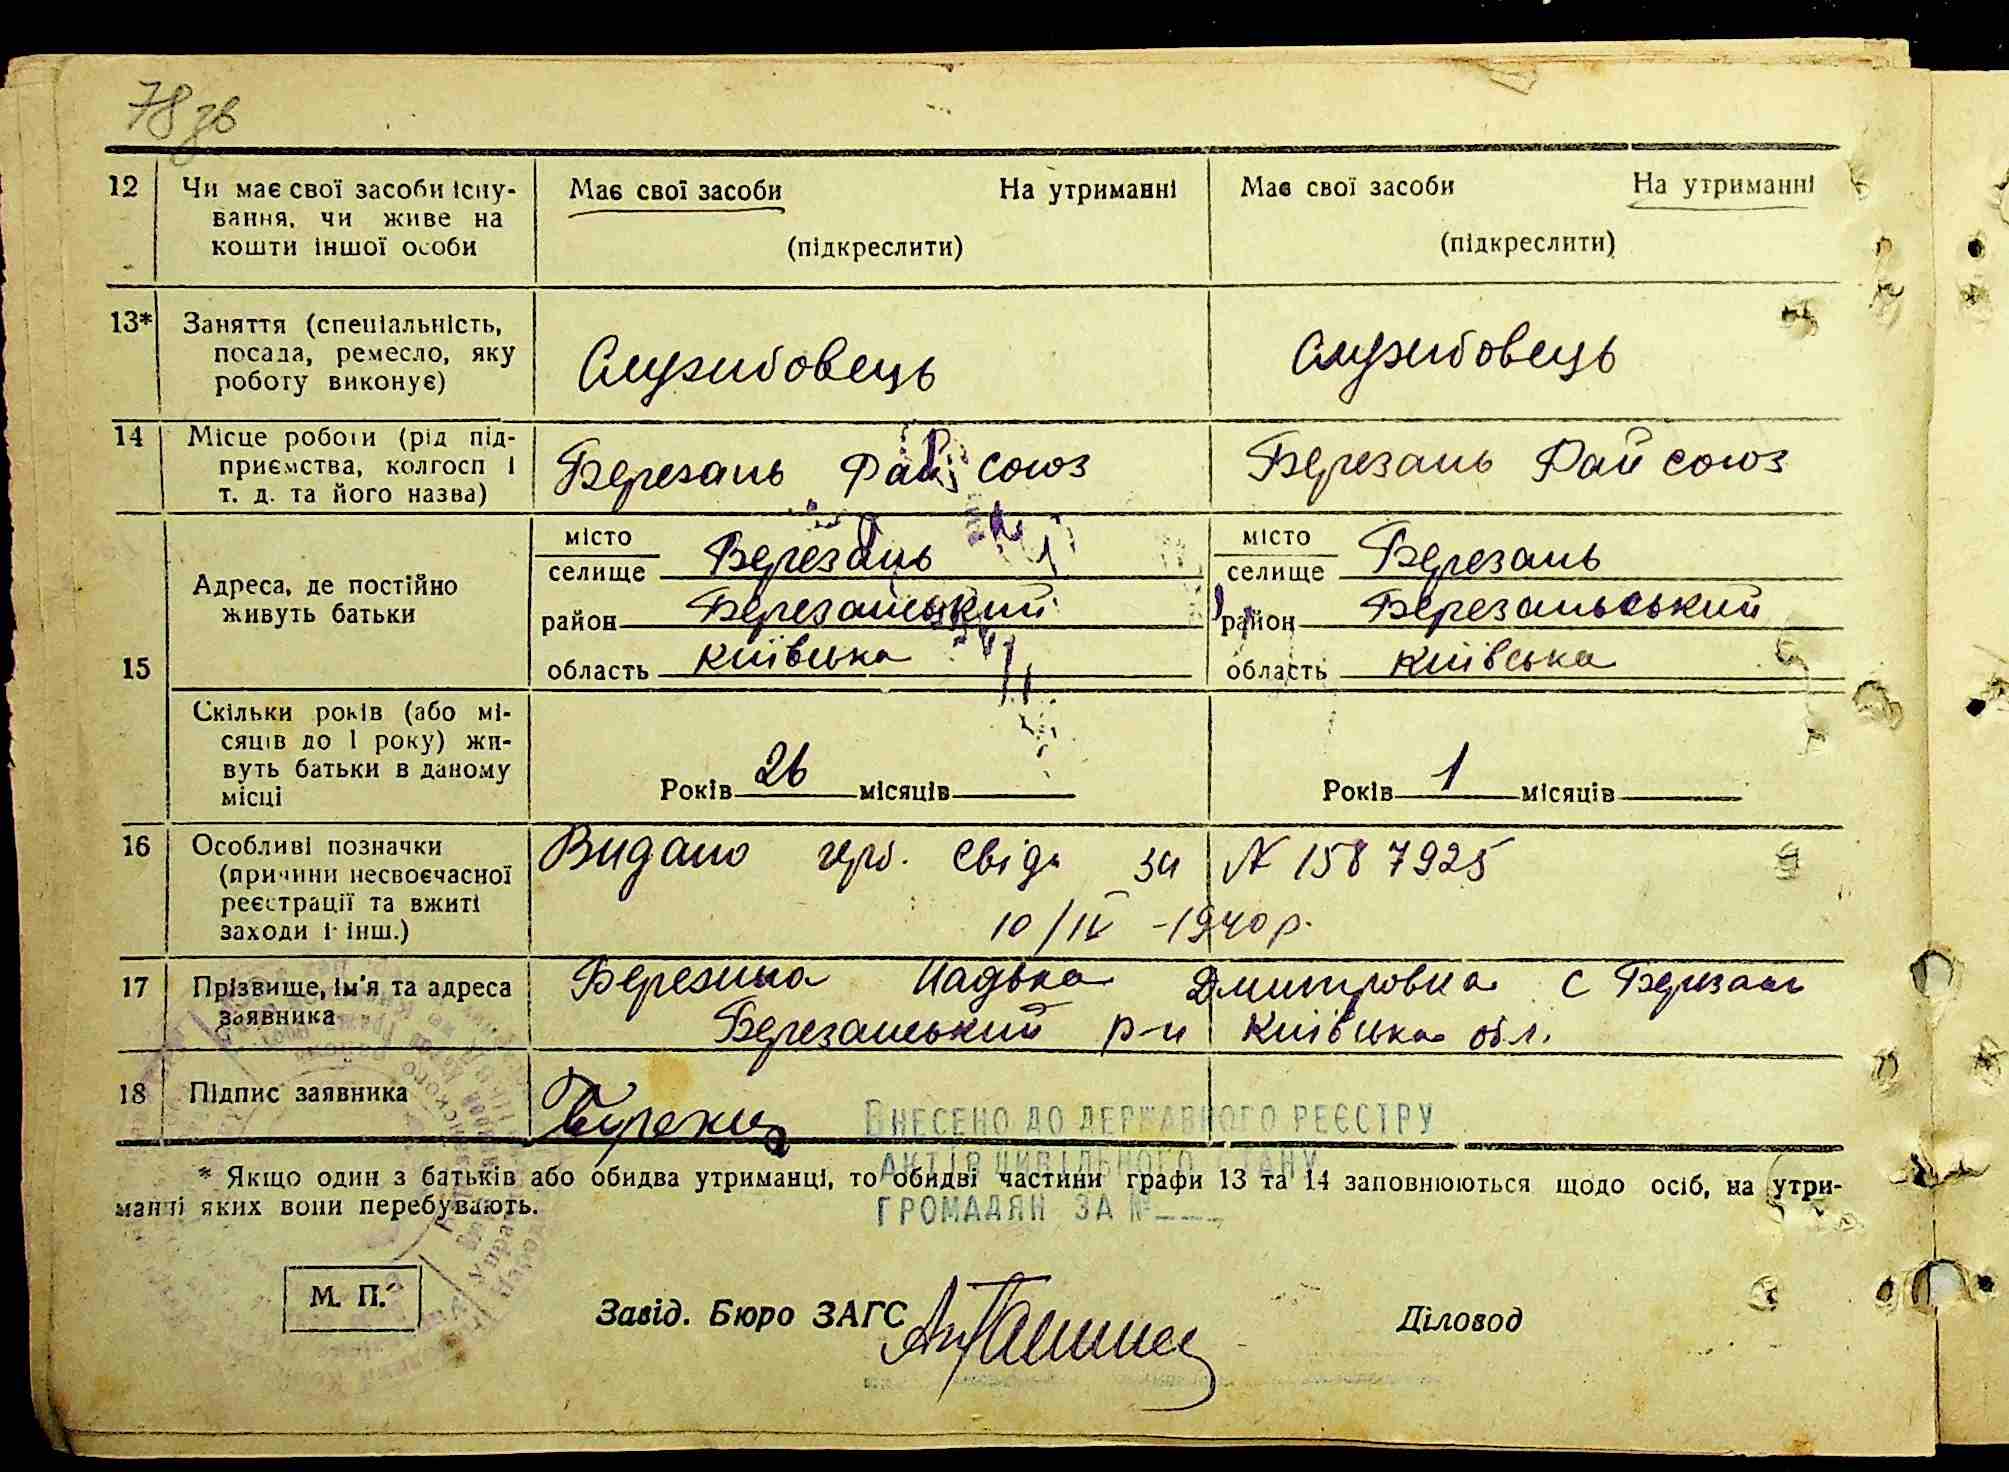 78 зв
12 Чи має свої засоби існу- Має свої засоби На утриманні Має свої засоби На утриманні
вання, чи живе на
кошти іншої особи (підкреслити) (підкреслити)
13* Заняття (спеціальність,
посада, ремесло, яку Службовець Службовець
роботу виконує)
14 Місце роботи (рід під-
приємства, колгосп і Березань Рай союз Березань Рай союз
т. д. та його назва)
місто Березань місто Березань
селище селище
Адреса, де постійно
живуть батьки район Березанський район Березанський
15 область Київська область Київська
Скільки років (або мі-
сяців до 1 року) жи-
вуть батьки в даному
місці Років 26 місяців Років 1 місяців
16 Особливі позначки Видано герб. Свід. за N 1587925
(причини несвоєчасної
реєстрації та вжиті
заходи і інш.) 10/IV -1940 р.
17 Прізвище, ім'я та адреса Дмитровна с Березань
заявника Березанський р-н Київська обл.
18 Підпис заявника
ВНЕСЕНО ДО ДЕРЖАВНОГО РЕЄСТРУ
АКТІВ ЦИВІЛЬНОГО СТАНУ
ГРОМАДЯН ЗА №
* Якщо один з батьків або обидва утриманці, то обидві частини графи 13 та 14 заповнюються щодо осіб, на утри-
манні яких вони перебувають.
М. П.
Завід. Бюро ЗАГС Діловод